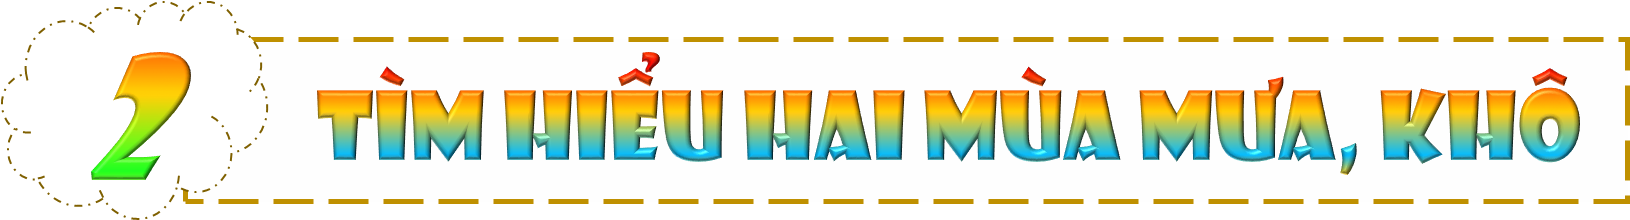 2 TÌM HIỂU HAI MÙA MƯA, KHÔ